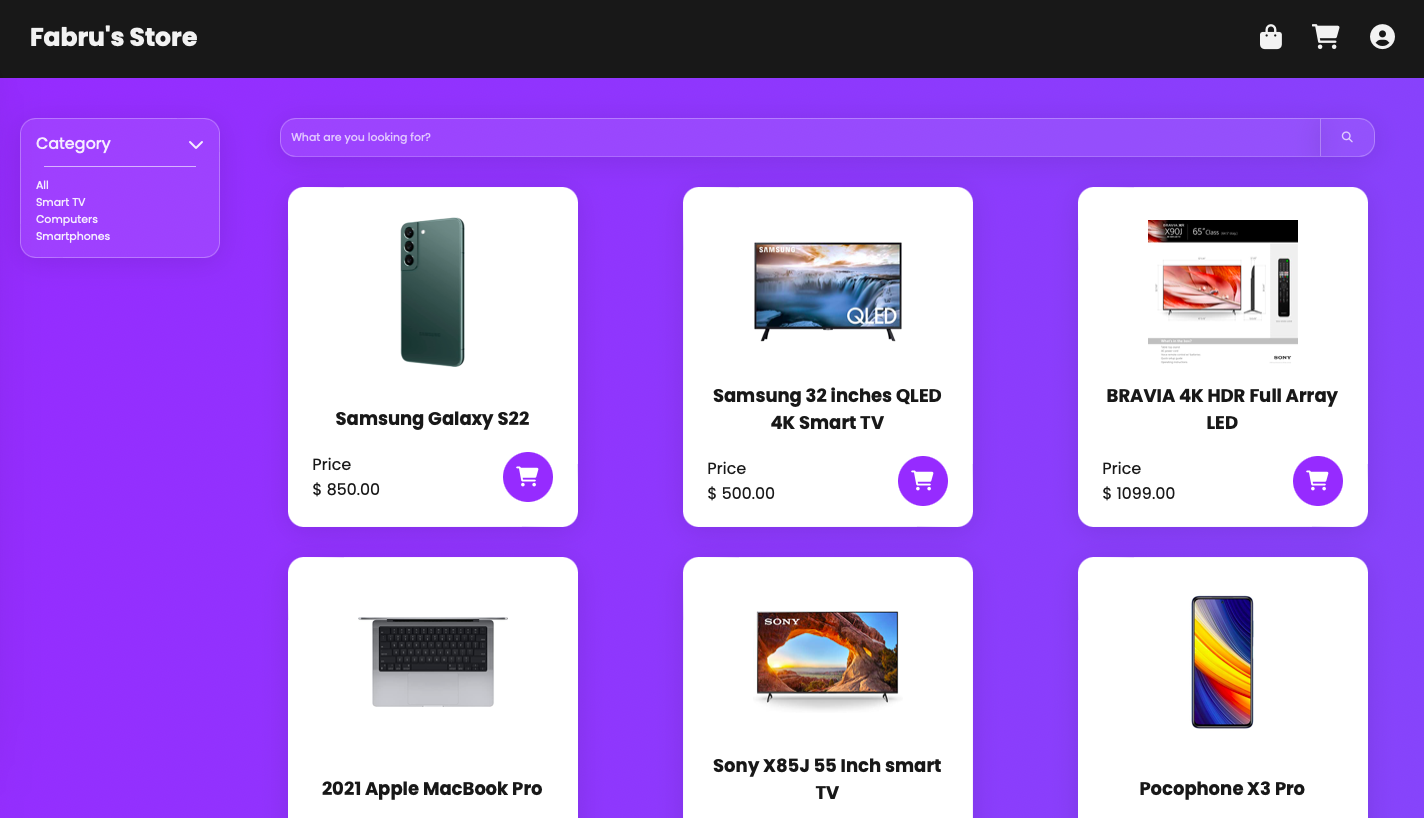 Fabru's Store
Category
All
Smart TV
Computers
Smartphones
What are you looking for?
Samsung Galaxy S22
Price
$ 850.00
SAMSUNG
QLED
Samsung 32 inches QLED
4K Smart TV
Price
$ 500.00
X90J
65" Class
SONY
BRAVIA 4K HDR Full Array
LED
Price
$ 1099.00
2021 Apple MacBook Pro
SONY
Sony X85J 55 Inch smart
TV
Pocophone X3 Pro